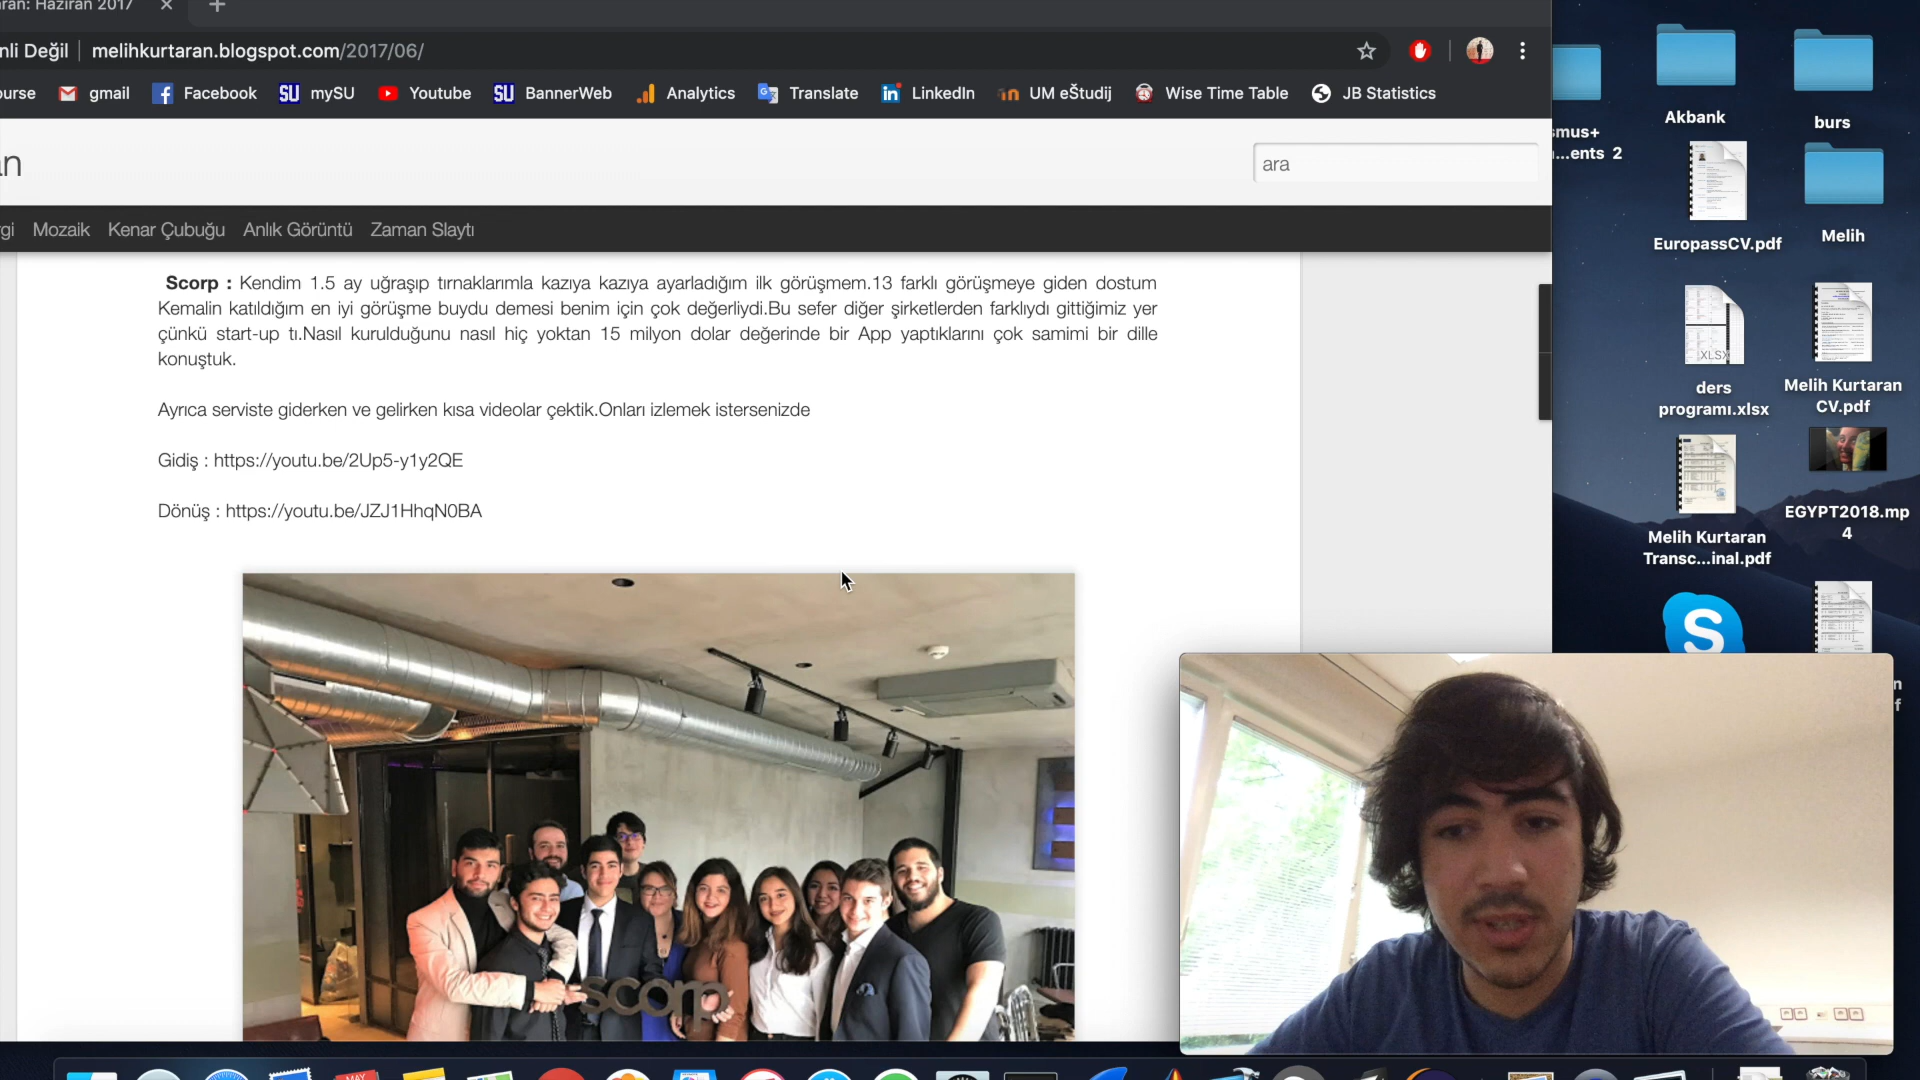 ran: Haziran 2017
nli Değil
melihkurtaran.blogspot.com/2017/06/
urse
gmail
Facebook
SU mySU
Youtube
SU BannerWeb
Analytics
Translate
in LinkedIn
UM eŠtudij
Wise Time Table
JB Statistics
an
ara
rgi
Mozaik
Kenar Çubuğu
Anlık Görüntü
Zaman Slaytı
Scorp : Kendim 1.5 ay uğraşıp tırnaklarımla kazıya kazıya ayarladığım ilk görüşmem.13 farklı görüşmeye giden dostum
Kemalin katıldığım en iyi görüşme buydu demesi benim için çok değerliydi.Bu sefer diğer şirketlerden farklıydı gittiğimiz yer
çünkü start-up tı.Nasıl kurulduğunu nasıl hiç yoktan 15 milyon dolar değerinde bir App yaptıklarını çok samimi bir dille
konuştuk.
Ayrıca serviste giderken ve gelirken kısa videolar çektik.Onları izlemek istersenizde
Gidiş : https://youtu.be/2Up5-y1y2QE
Dönüş : https://youtu.be/JZJ1HhqN0BA
scorp
smus+
...ents 2
Akbank
burs
EuropassCV.pdf
Melih
XLSX
ders
programı.xlsx
Melih Kurtaran
CV.pdf
Melih Kurtaran
Transc...inal.pdf
EGYPT2018.mp
4
S
n
f
MAY